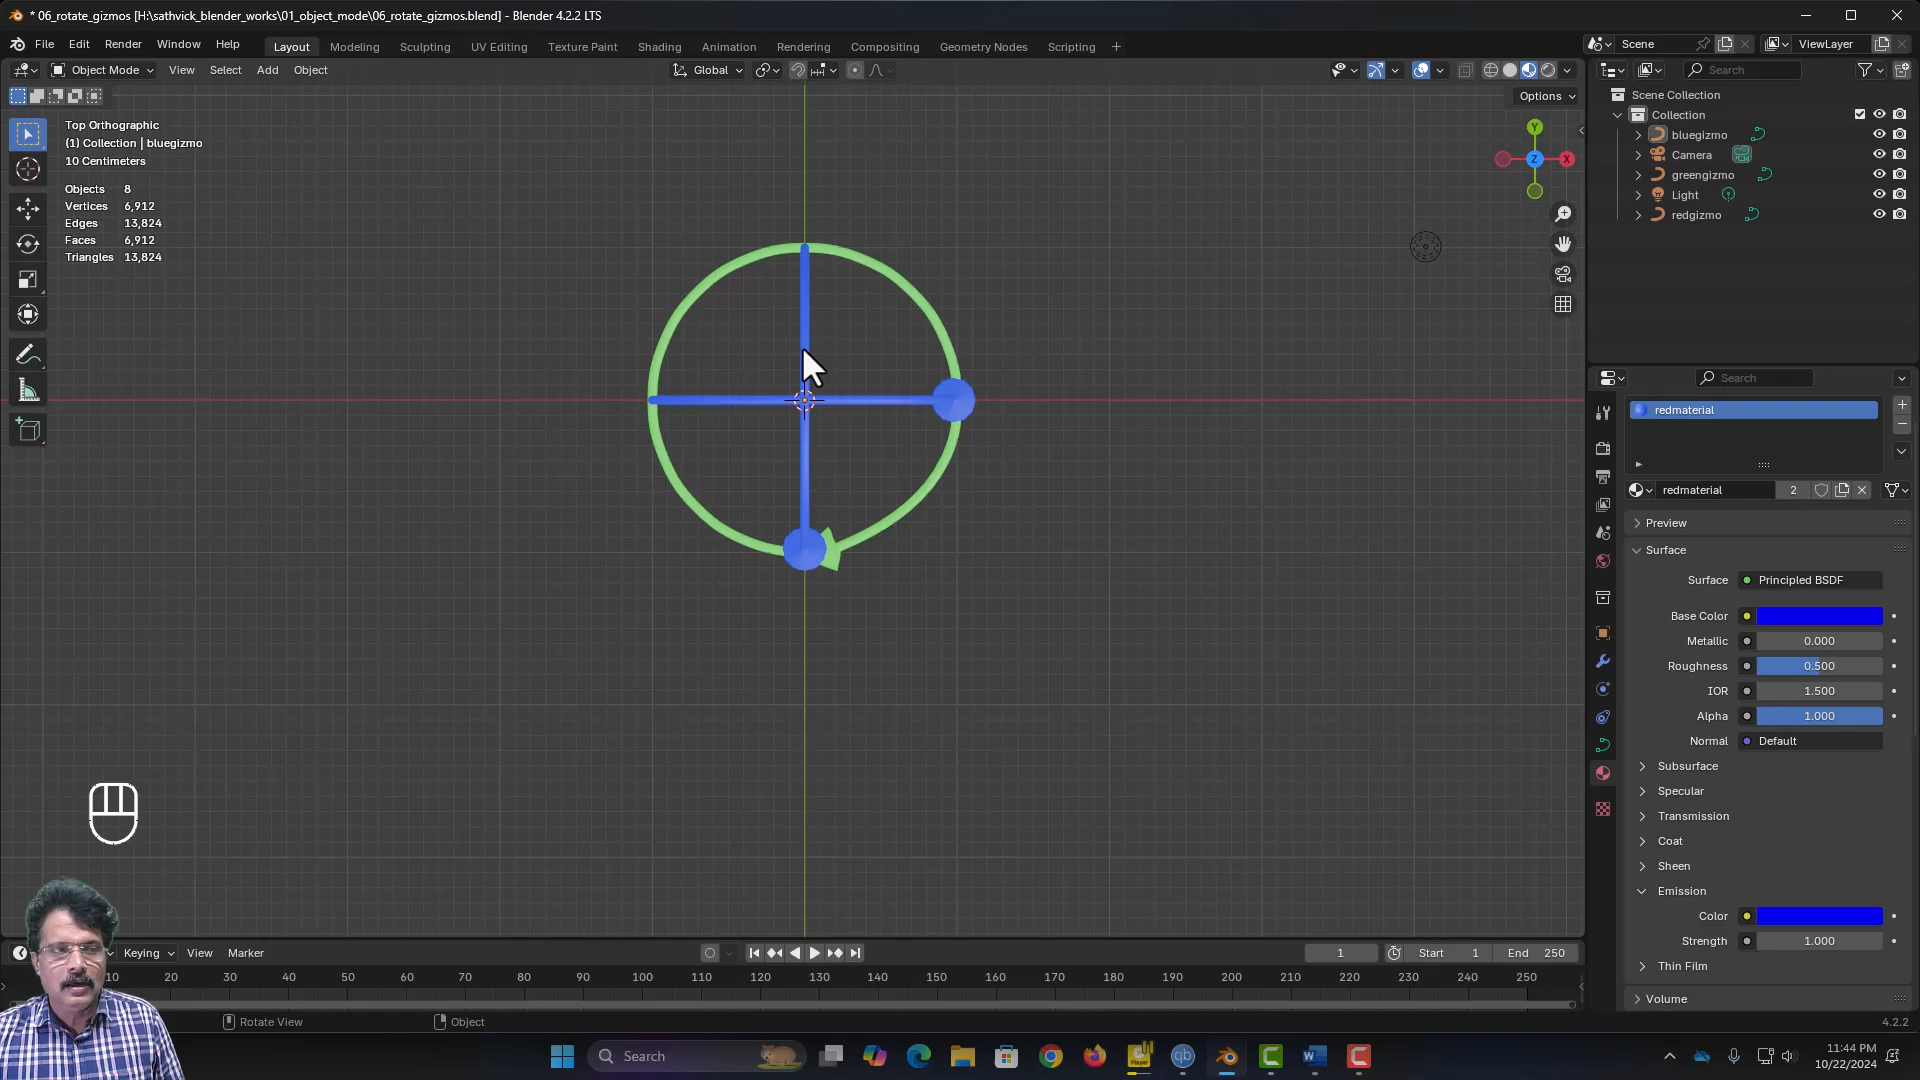 * 06_rotate_gizmos [H:\sathvick_blender_works\01_object_mode\06_rotate_gizmos.blend] - Blender 4.2.2 LTS
File Edit Render Window Help Layout Modeling Sculpting UV Editing Texture Paint Shading Animation Rendering Compositing Geometry Nodes Scripting + Scene ViewLayer
Object Mode View Select Add Object Global Search
Options
Top Orthographic
(1) Collection | bluegizmo
10 Centimeters
Objects 8
Vertices 6,912
Edges 13,824
Faces 6,912
Triangles 13,824
Y
Z X
Scene Collection
Collection
bluegizmo
Camera
greengizmo
Light
redgizmo
Search
redmaterial
redmaterial 2
Preview
Surface
Surface Principled BSDF
Base Color
Metallic 0.000
Roughness 0.500
IOR 1.500
Alpha 1.000
Normal Default
Subsurface
Specular
Transmission
Coat
Sheen
Emission
Color
Strength 1.000
Thin Film
Volume
Keying View Marker 1 Start 1 End 250
10 20 30 40 50 60 70 80 90 100 110 120 130 140 150 160 170 180 190 200 210 220 230 240 250
Rotate View Object 4.2.2
Search
11:44 PM
10/22/2024